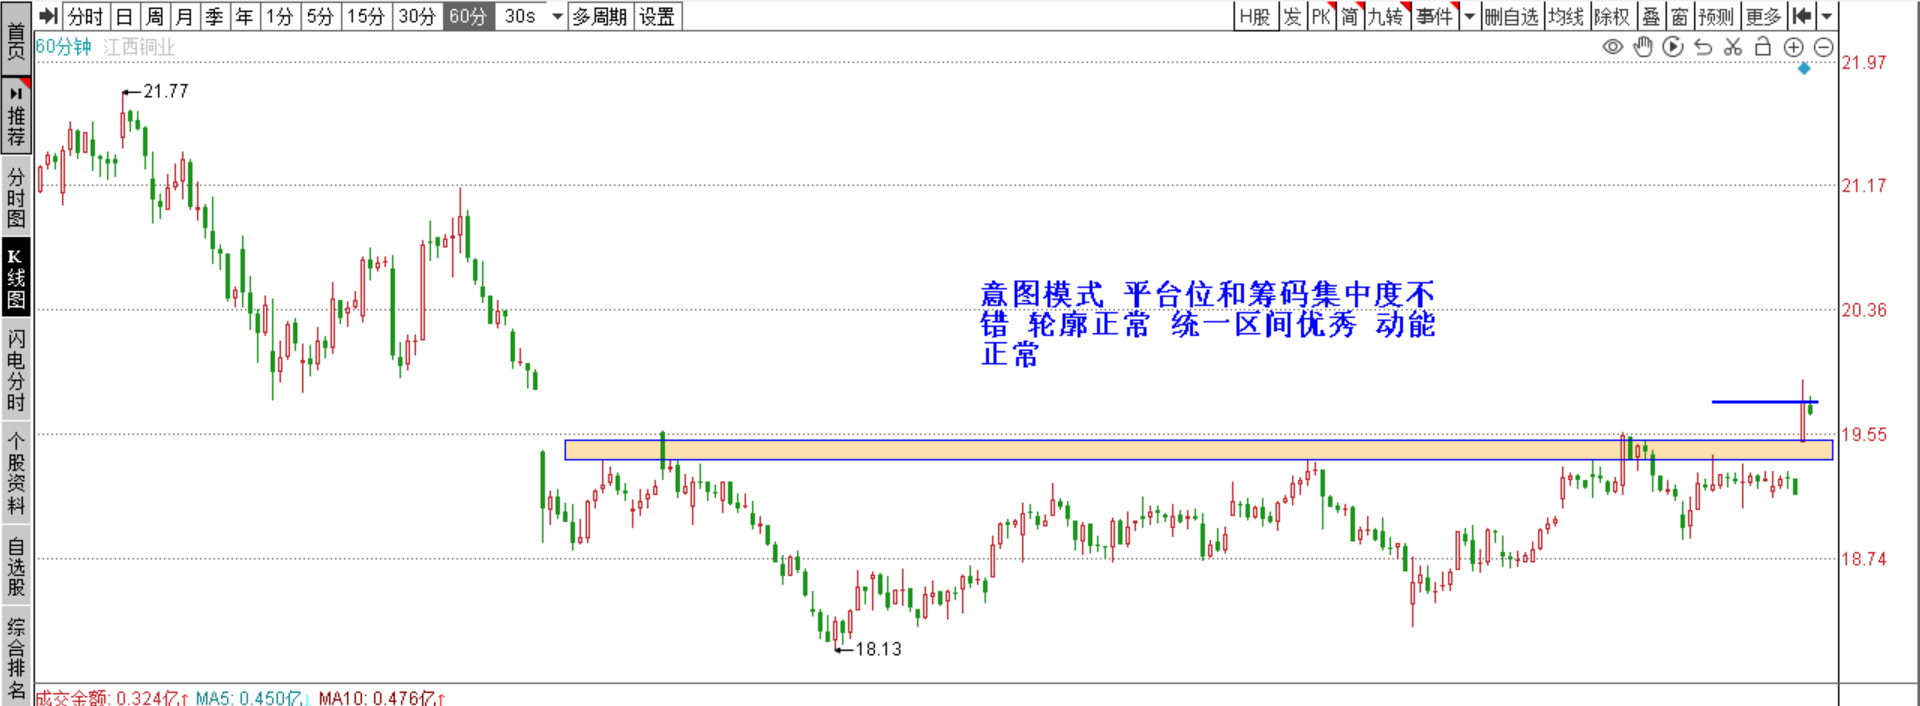 首页
推荐
分时图
K线图
闪电分时
个股资料
自选股
综合排名
分时 日 周 月 季 年 1分 5分 15分 30分 60分 30s 多周期 设置
H股 发 PK 简 九转 事件 删自选 均线 除权 叠 窗 预测 更多
60分钟 江西铜业
21.97
21.77
21.17
意图模式 平台位和筹码集中度不
20.36
错 轮廓正常 统一区间优秀 动能
正常
19.55
18.74
18.13
成交金额: 0.324亿↑ MA5: 0.450亿↓ MA10: 0.476亿↑